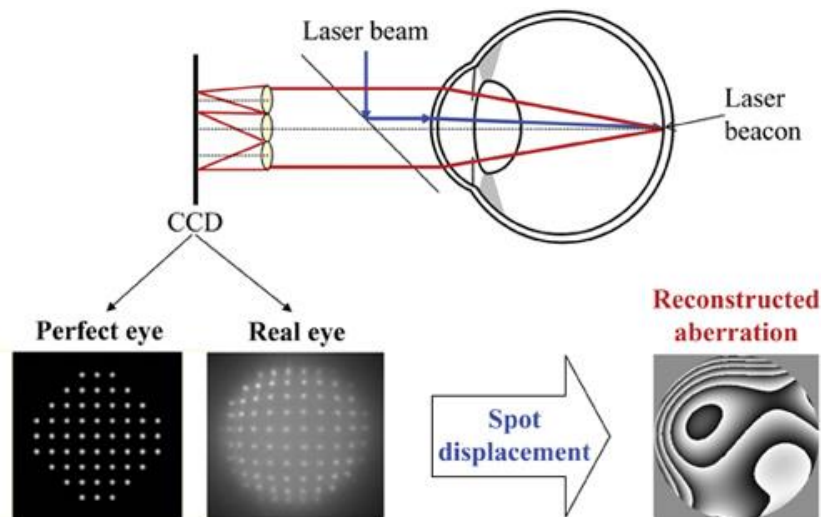 Laser beam
Laser
beacon
CCD
Perfect eye
Real eye
Reconstructed
aberration
Spot
displacement